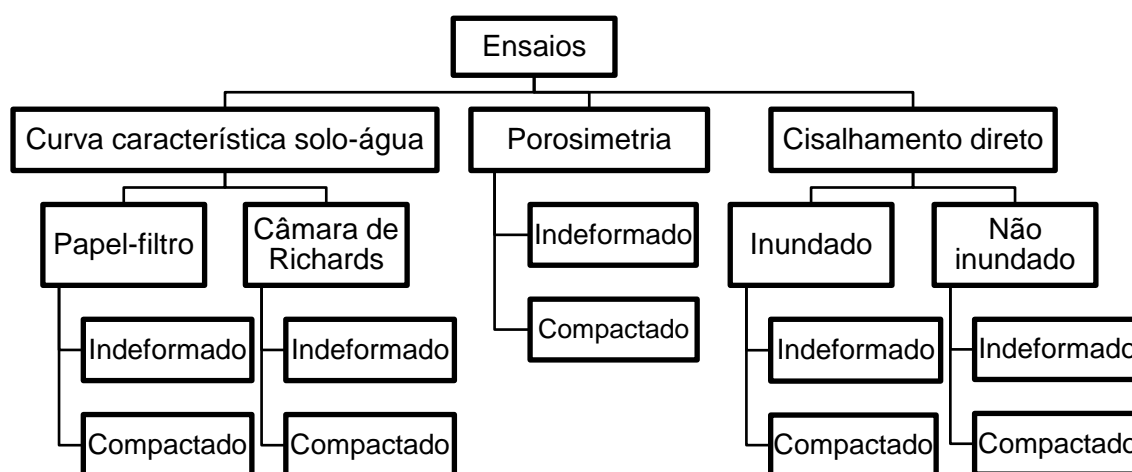 Ensaios
Curva característica solo-água
Porosimetria
Cisalhamento direto
Papel-filtro
Câmara de
Richards
Indeformado
Inundado
Não
inundado
Compactado
Indeformado
Indeformado
Indeformado
Indeformado
Compactado
Compactado
Compactado
Compactado